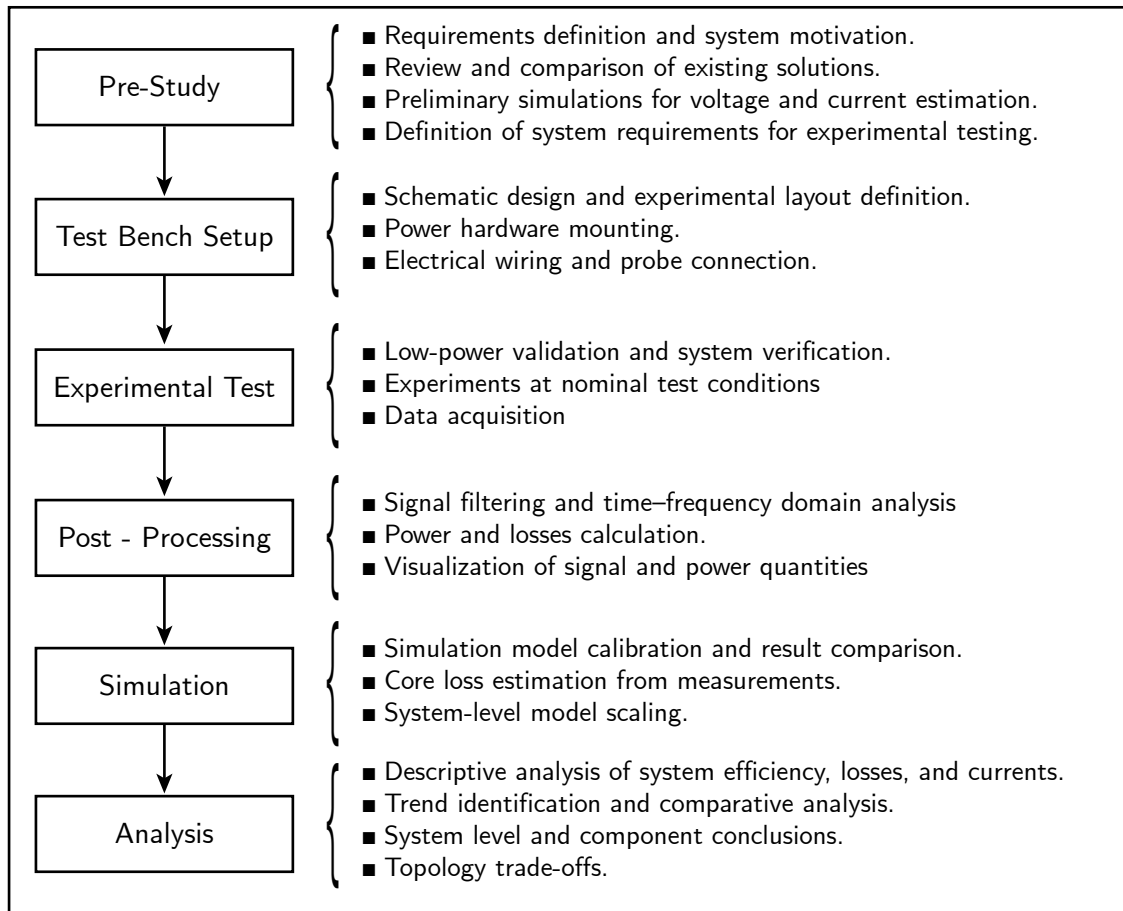 Pre-Study
■ Requirements definition and system motivation.
■ Review and comparison of existing solutions.
■ Preliminary simulations for voltage and current estimation.
■ Definition of system requirements for experimental testing.
Test Bench Setup
■ Schematic design and experimental layout definition.
■ Power hardware mounting.
■ Electrical wiring and probe connection.
Experimental Test
■ Low-power validation and system verification.
■ Experiments at nominal test conditions
■ Data acquisition
Post - Processing
■ Signal filtering and time–frequency domain analysis
■ Power and losses calculation.
■ Visualization of signal and power quantities
Simulation
■ Simulation model calibration and result comparison.
■ Core loss estimation from measurements.
■ System-level model scaling.
Analysis
■ Descriptive analysis of system efficiency, losses, and currents.
■ Trend identification and comparative analysis.
■ System level and component conclusions.
■ Topology trade-offs.